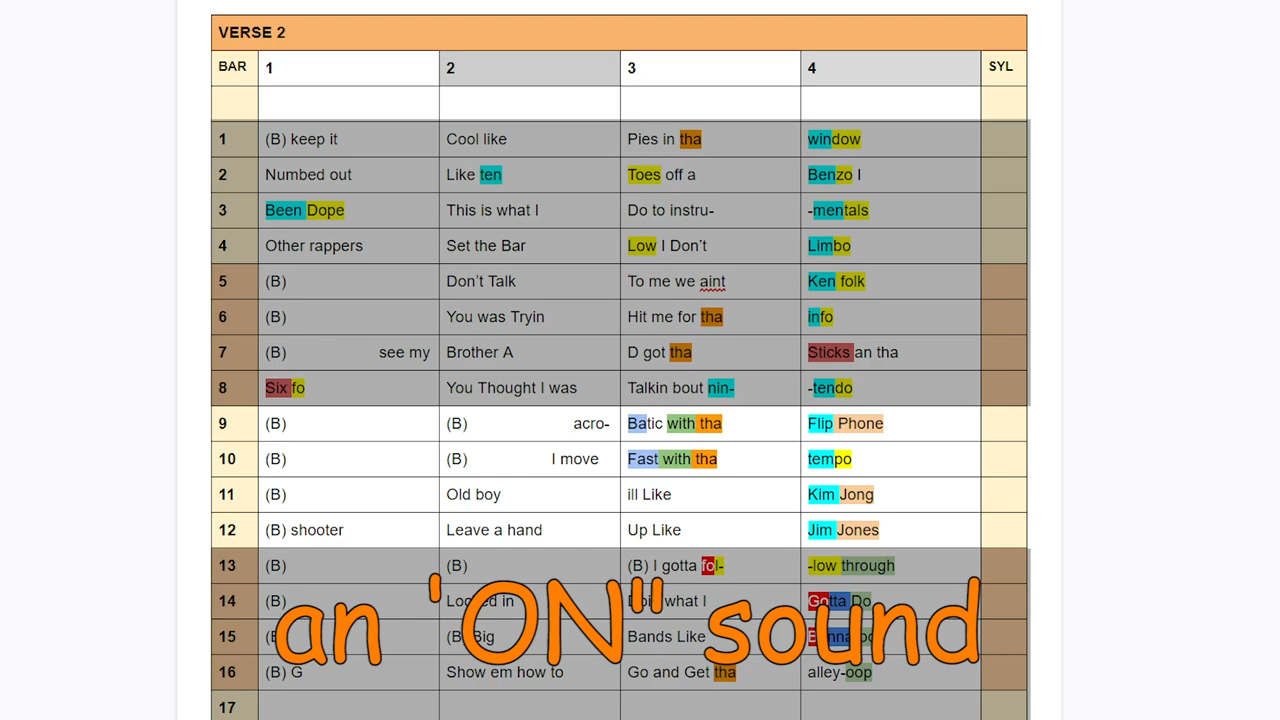 VERSE 2
BAR 1 2 3 4 SYL
1 (B) keep it Cool like Pies in tha window
2 Numbed out Like ten Toes off a Benzo I
3 Been Dope This is what I Do to instru- -mentals
4 Other rappers Set the Bar Low I Don't Limbo
5 (B) Don't Talk To me we aint Ken folk
6 (B) You was Tryin Hit me for tha info
7 (B) see my Brother A D got tha Sticks an tha
8 Six fo You Thought I was Talkin bout nin- -tendo
9 (B) (B) acro- Batic with tha Flip Phone
10 (B) (B) I move Fast with tha tempo
11 (B) Old boy ill Like Kim Jong
12 (B) shooter Leave a hand Up Like Jim Jones
13 (B) (B) (B) I gotta fol- -low through
14 (B) in what I Gotta Do
an 'ON" sound
15 Big Bands Like
16 (B) G Show em how to Go and Get tha alley-oop
17